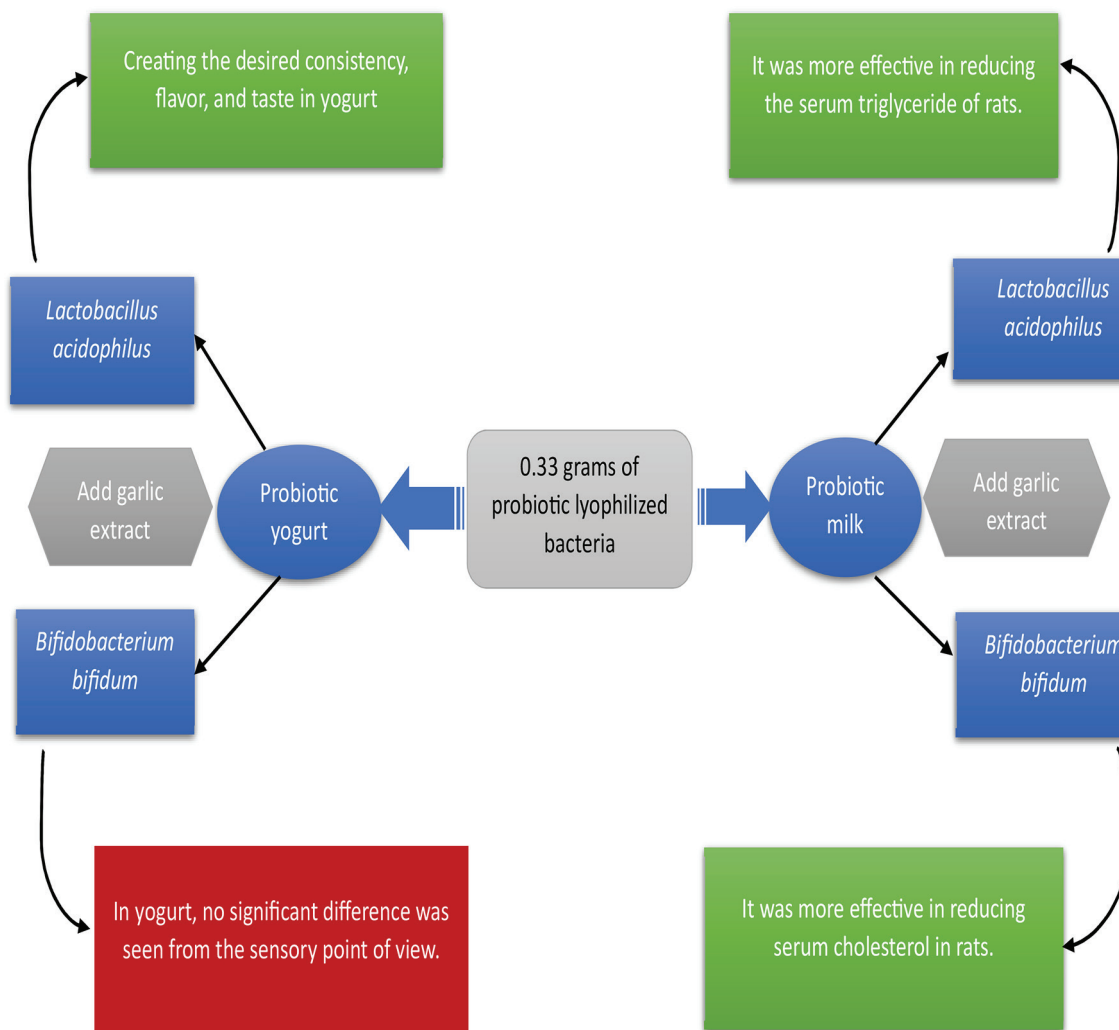 Creating the desired consistency,
flavor, and taste in yogurt
It was more effective in reducing
the serum triglyceride of rats.
Lactobacillus
acidophilus
Lactobacillus
acidophilus
Add garlic
extract
Probiotic
yogurt
0.33 grams of
probiotic lyophilized
bacteria
Probiotic
milk
Add garlic
extract
Bifidobacterium
bifidum
Bifidobacterium
bifidum
In yogurt, no significant difference was
seen from the sensory point of view.
It was more effective in reducing
serum cholesterol in rats.